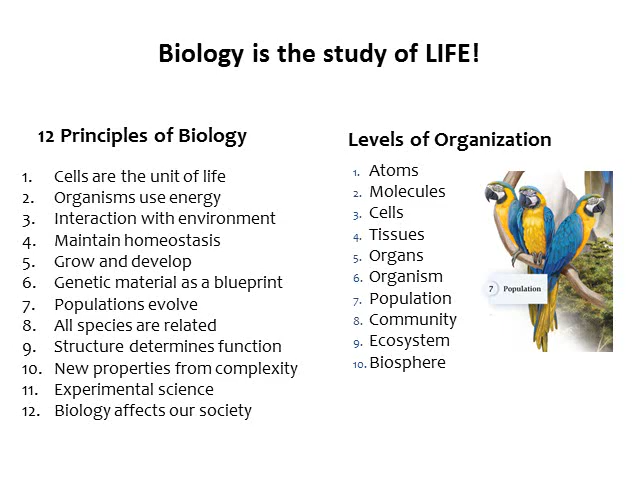 Biology is the study of LIFE!
12 Principles of Biology
1. Cells are the unit of life
2. Organisms use energy
3. Interaction with environment
4. Maintain homeostasis
5. Grow and develop
6. Genetic material as a blueprint
7. Populations evolve
8. All species are related
9. Structure determines function
10. New properties from complexity
11. Experimental science
12. Biology affects our society
Levels of Organization
1. Atoms
2. Molecules
3. Cells
4. Tissues
5. Organs
6. Organism
7. Population
8. Community
9. Ecosystem
10. Biosphere
7 Population